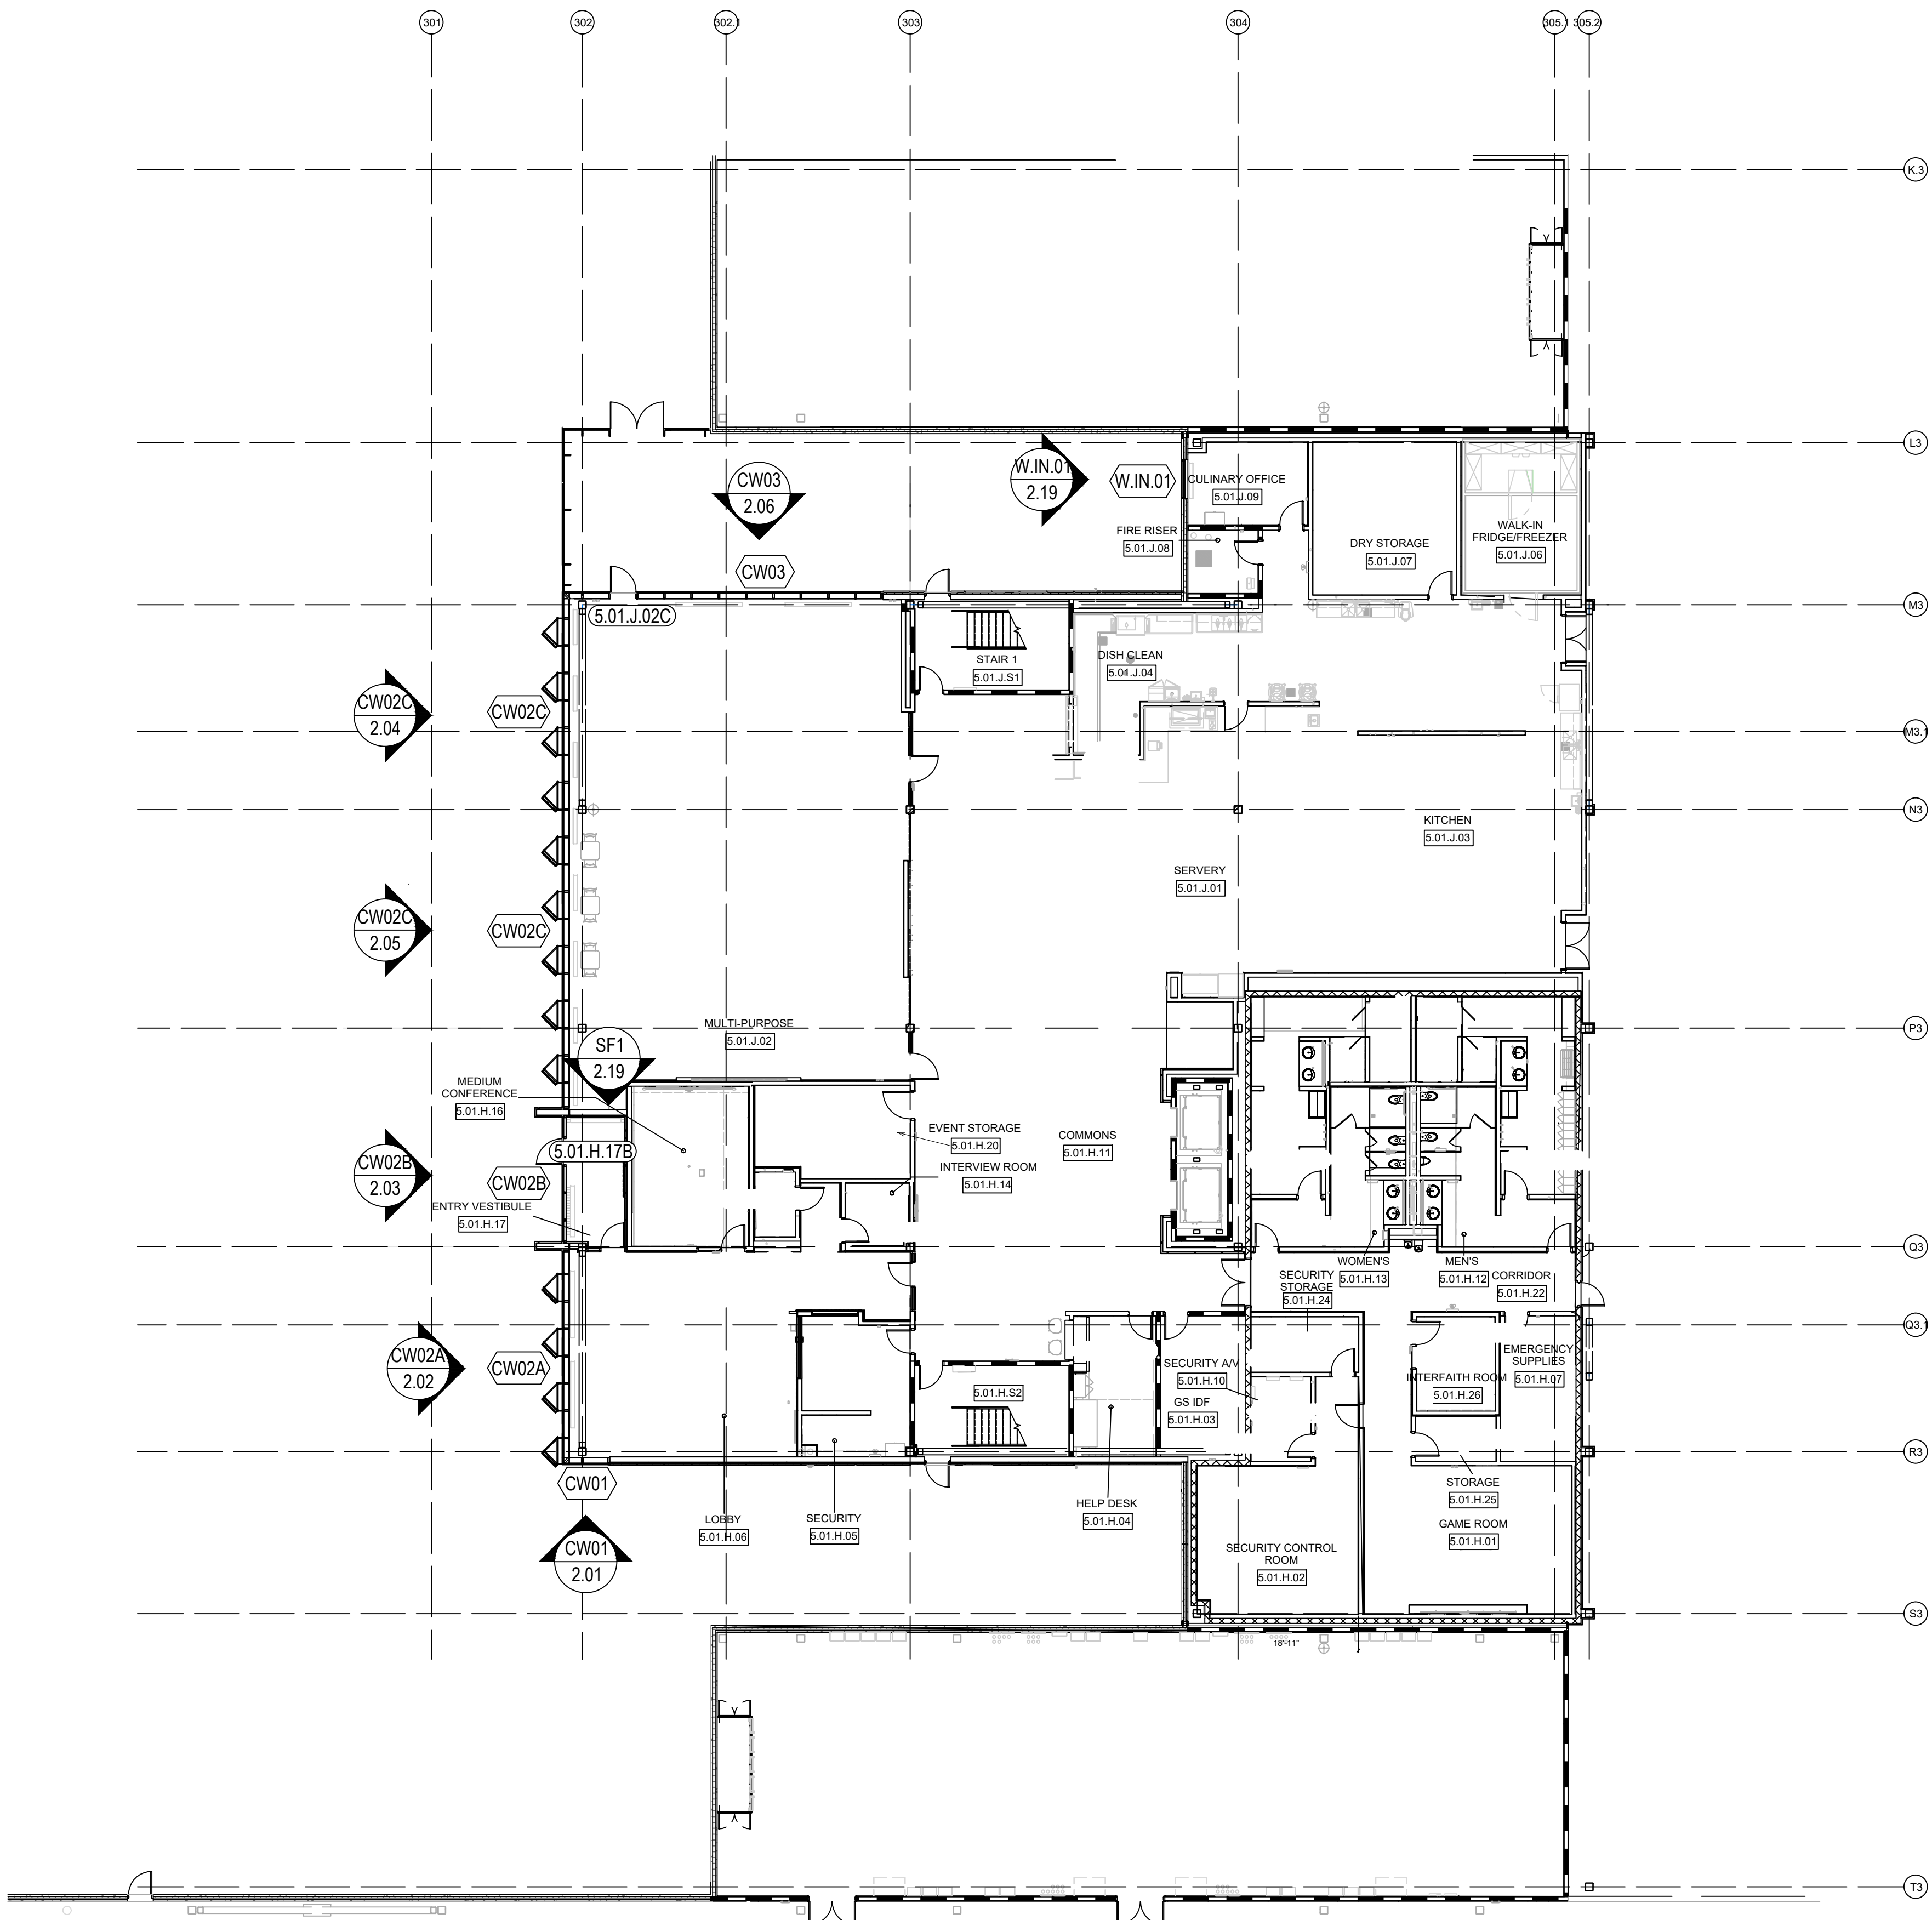 301
302
302.1
303
304
305.1
305.2
K.3
L3
CW03
2.06
W.IN.01
2.19
W.IN.01
CULINARY OFFICE
5.01.J.09
FIRE RISER
5.01.J.08
DRY STORAGE
5.01.J.07
WALK-IN
FRIDGE/FREEZER
5.01.J.06
CW03
M3
5.01.J.02C
STAIR 1
5.01.J.S1
DISH CLEAN
5.01.J.04
CW02C
2.04
CW02C
M3.1
N3
KITCHEN
5.01.J.03
SERVERY
5.01.J.01
CW02C
2.05
CW02C
MULTI-PURPOSE
5.01.J.02
P3
SF1
2.19
MEDIUM
CONFERENCE
5.01.H.16
EVENT STORAGE
5.01.H.20
COMMONS
5.01.H.11
5.01.H.17B
INTERVIEW ROOM
5.01.H.14
CW02B
2.03
CW02B
ENTRY VESTIBULE
5.01.H.17
Q3
WOMEN'S
5.01.H.13
MEN'S
5.01.H.12
SECURITY
STORAGE
5.01.H.24
CORRIDOR
5.01.H.22
Q3.1
CW02A
2.02
CW02A
SECURITY A/V
5.01.H.10
EMERGENCY
SUPPLIES
5.01.H.07
INTERFAITH ROOM
5.01.H.26
5.01.H.S2
GS IDF
5.01.H.03
R3
CW01
STORAGE
5.01.H.25
HELP DESK
5.01.H.04
LOBBY
5.01.H.06
SECURITY
5.01.H.05
GAME ROOM
5.01.H.01
CW01
2.01
SECURITY CONTROL
ROOM
5.01.H.02
S3
18'-11"
T3